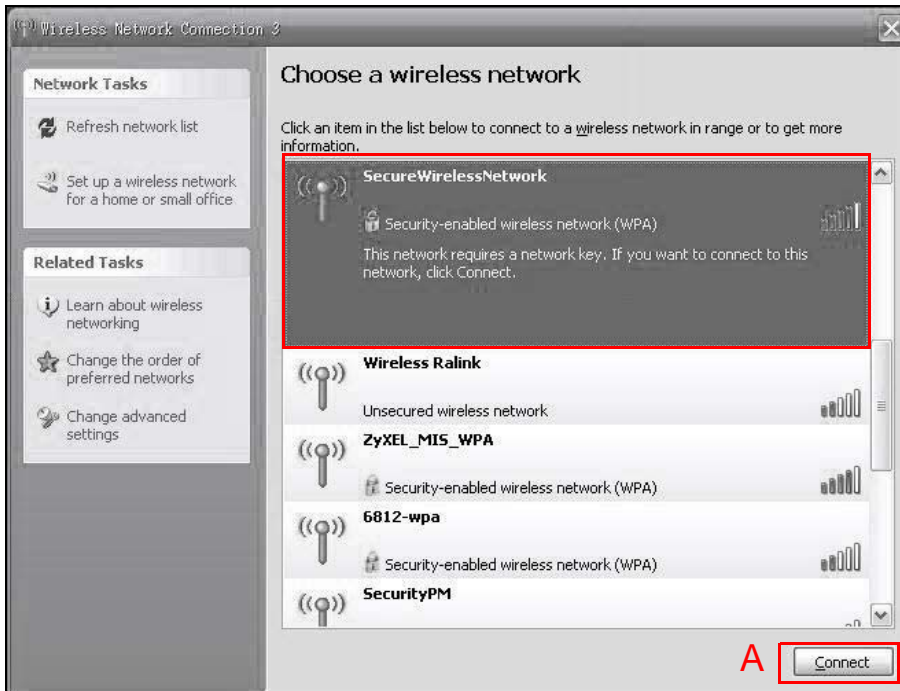 Wireless Network Connection 3
Network Tasks
Refresh network list
Set up a wireless network
for a home or small office
Related Tasks
Learn about wireless
networking
Change the order of
preferred networks
Change advanced
settings
Choose a wireless network
Click an item in the list below to connect to a wireless network in range or to get more
information.
SecureWirelessNetwork
Security-enabled wireless network (WPA)
This network requires a network key. If you want to connect to this
network, click Connect.
Wireless Ralink
Unsecured wireless network
ZyXEL_MIS_WPA
Security-enabled wireless network (WPA)
6812-wpa
Security-enabled wireless network (WPA)
SecurityPM
A
Connect